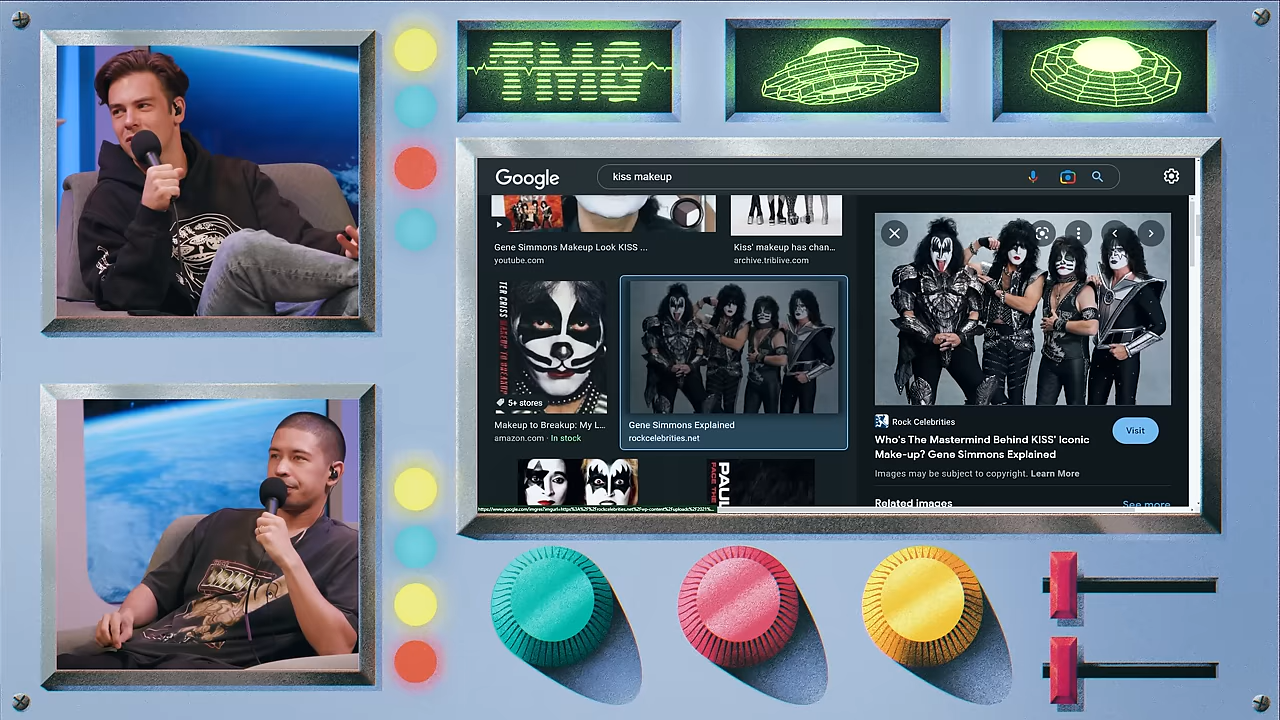 TMG
Google
kiss makeup
Gene Simmons Makeup Look KISS ...
youtube.com
Kiss' makeup has chan...
archive.triblive.com
5+ stores
Makeup to Breakup: My L...
amazon.com · In stock
Gene Simmons Explained
rockcelebrities.net
PAUL
FACE THE
Rock Celebrities
Visit
Who's The Mastermind Behind KISS' Iconic
Make-up? Gene Simmons Explained
Images may be subject to copyright. Learn More
Related images
See more